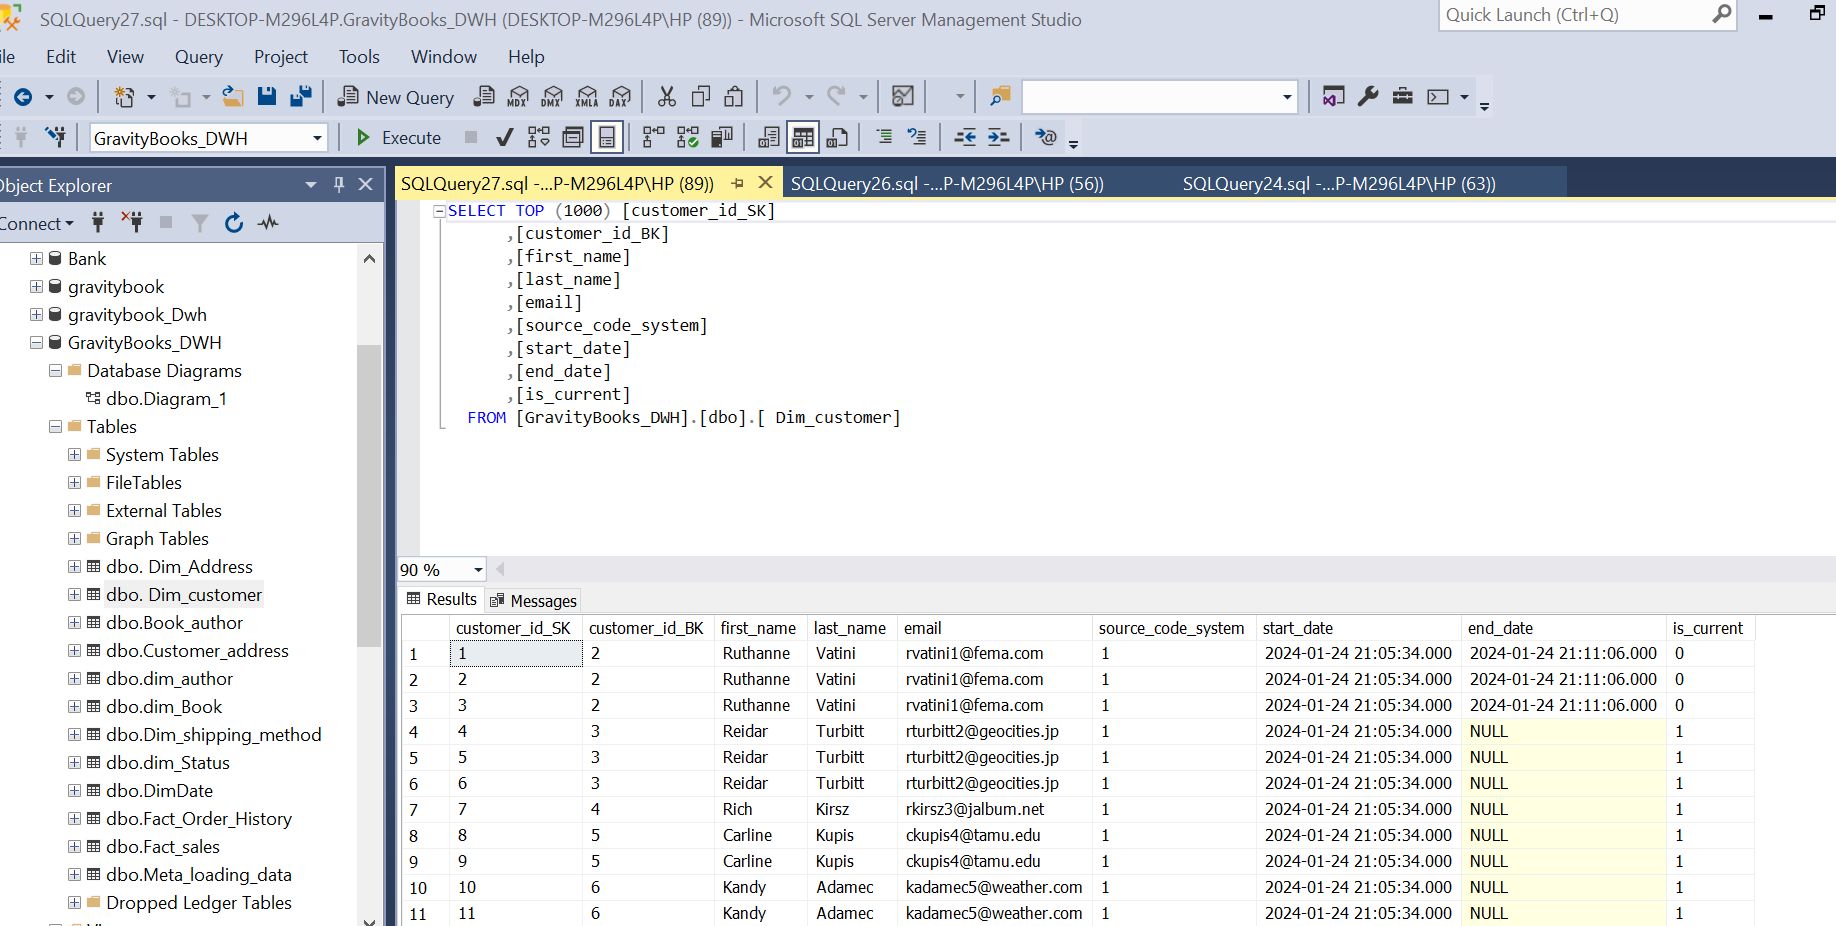 SQLQuery27.sql - DESKTOP-M296L4P.GravityBooks_DWH (DESKTOP-M296L4P\HP (89)) - Microsoft SQL Server Management Studio
Quick Launch (Ctrl+Q)
ile Edit View Query Project Tools Window Help
New Query MDX DMX XMLA DAX
GravityBooks_DWH Execute
Object Explorer
Connect
Bank
gravitybook
gravitybook_Dwh
GravityBooks_DWH
Database Diagrams
dbo.Diagram_1
Tables
System Tables
FileTables
External Tables
Graph Tables
dbo. Dim_Address
dbo. Dim_customer
dbo.Book_author
dbo.Customer_address
dbo.dim_author
dbo.dim_Book
dbo.Dim_shipping_method
dbo.dim_Status
dbo.DimDate
dbo.Fact_Order_History
dbo.Fact_sales
dbo.Meta_loading_data
Dropped Ledger Tables
SQLQuery27.sql -...P-M296L4P\HP (89)) SQLQuery26.sql -...P-M296L4P\HP (56)) SQLQuery24.sql -...P-M296L4P\HP (63))
SELECT TOP (1000) [customer_id_SK]
,[customer_id_BK]
,[first_name]
,[last_name]
,[email]
,[source_code_system]
,[start_date]
,[end_date]
,[is_current]
FROM [GravityBooks_DWH].[dbo].[ Dim_customer]
90 %
Results Messages
customer_id_SK customer_id_BK first_name last_name email source_code_system start_date end_date is_current
1 1 2 Ruthanne Vatini rvatini1@fema.com 1 2024-01-24 21:05:34.000 2024-01-24 21:11:06.000 0
2 2 2 Ruthanne Vatini rvatini1@fema.com 1 2024-01-24 21:05:34.000 2024-01-24 21:11:06.000 0
3 3 2 Ruthanne Vatini rvatini1@fema.com 1 2024-01-24 21:05:34.000 2024-01-24 21:11:06.000 0
4 4 3 Reidar Turbitt rturbitt2@geocities.jp 1 2024-01-24 21:05:34.000 NULL 1
5 5 3 Reidar Turbitt rturbitt2@geocities.jp 1 2024-01-24 21:05:34.000 NULL 1
6 6 3 Reidar Turbitt rturbitt2@geocities.jp 1 2024-01-24 21:05:34.000 NULL 1
7 7 4 Rich Kirsz rkirsz3@jalbum.net 1 2024-01-24 21:05:34.000 NULL 1
8 8 5 Carline Kupis ckupis4@tamu.edu 1 2024-01-24 21:05:34.000 NULL 1
9 9 5 Carline Kupis ckupis4@tamu.edu 1 2024-01-24 21:05:34.000 NULL 1
10 10 6 Kandy Adamec kadamec5@weather.com 1 2024-01-24 21:05:34.000 NULL 1
11 11 6 Kandy Adamec kadamec5@weather.com 1 2024-01-24 21:05:34.000 NULL 1